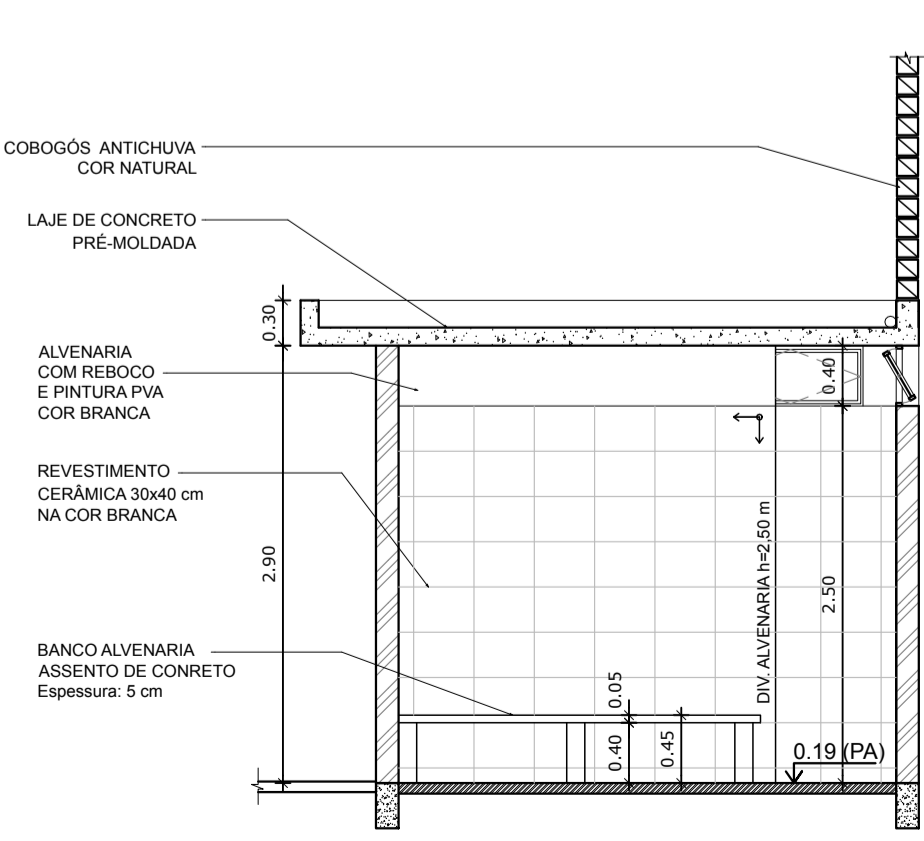 COBOGÓS ANTICHUVA
COR NATURAL
LAJE DE CONCRETO
PRÉ-MOLDADA
0.30
ALVENARIA
COM REBOCO
E PINTURA PVA
COR BRANCA
0.40
REVESTIMENTO
CERÂMICA 30x40 cm
NA COR BRANCA
2.90
DIV. ALVENARIA h=2,50 m
2.50
BANCO ALVENARIA
ASSENTO DE CONRETO
Espessura: 5 cm
0.05
0.40
0.45
0.19 (PA)